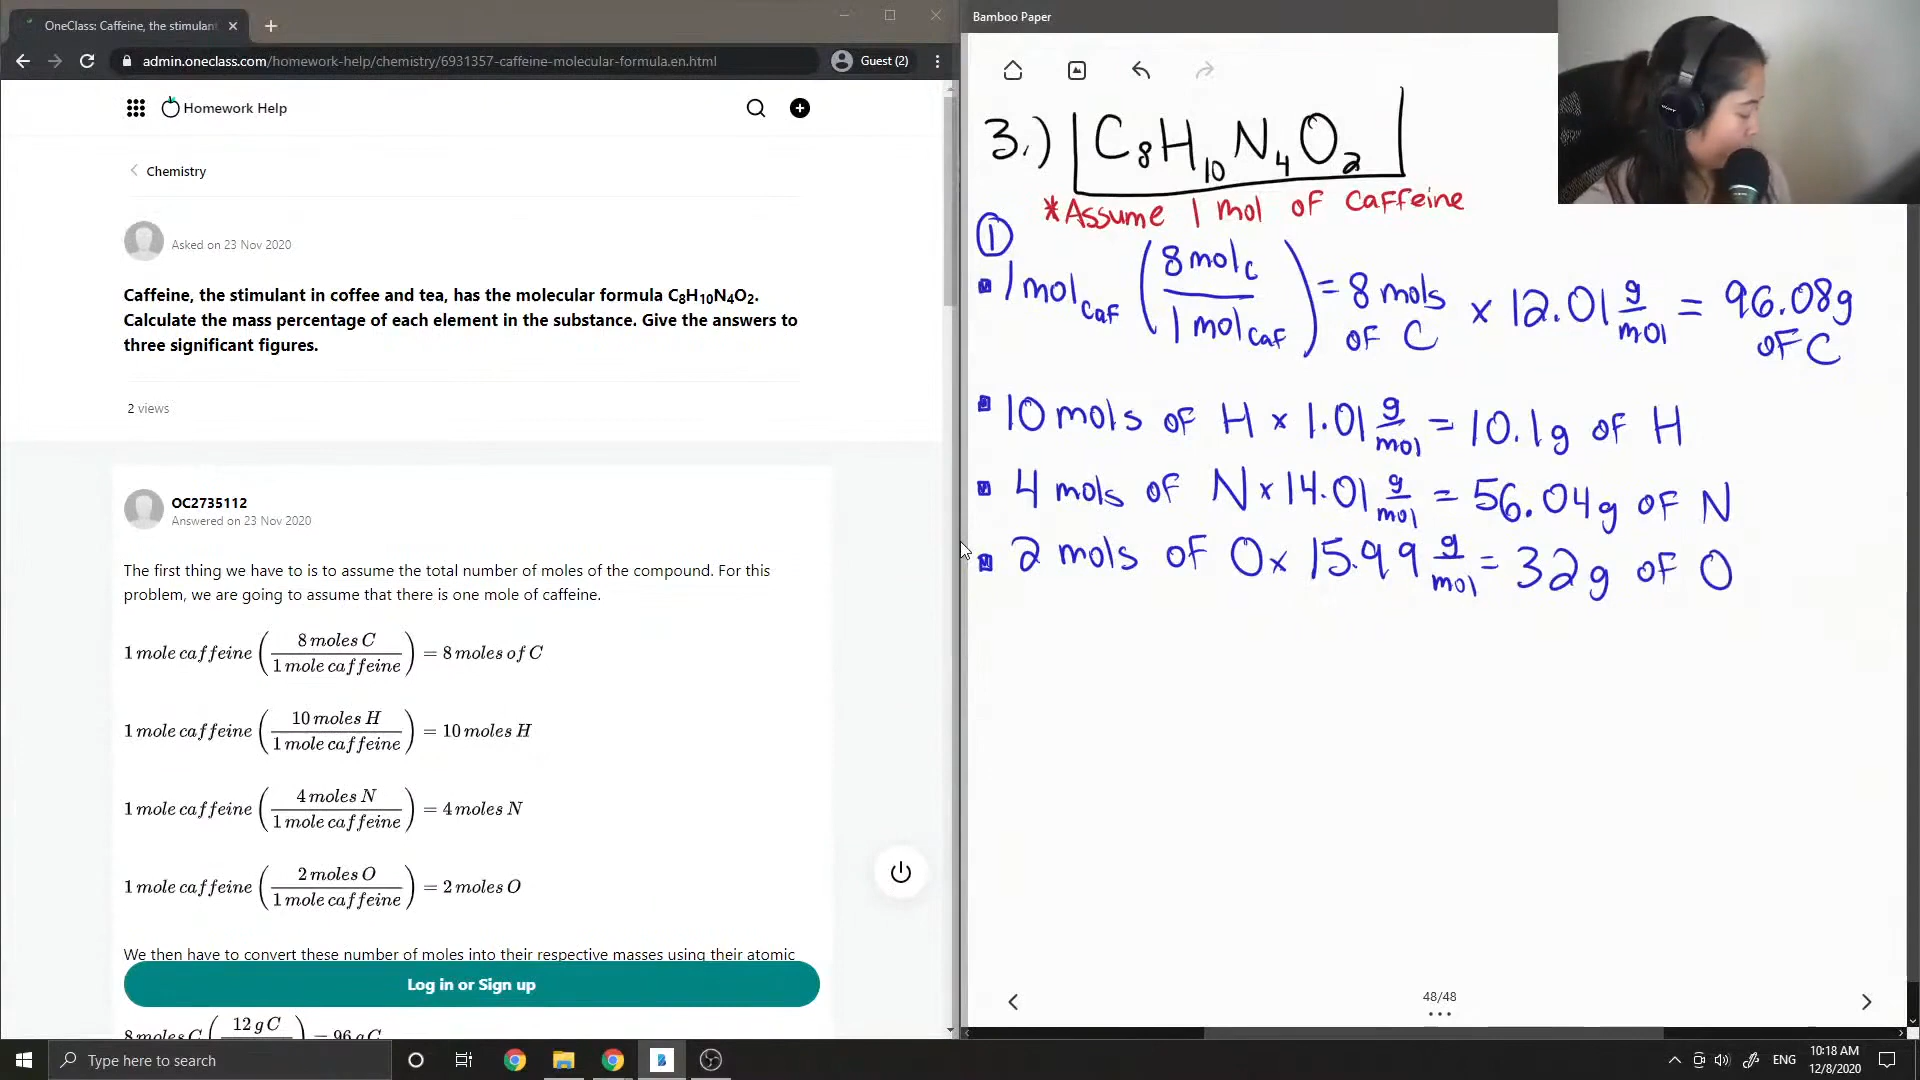 OneClass: Caffeine, the stimulant
admin.oneclass.com/homework-help/chemistry/6931357-caffeine-molecular-formula.en.html
Guest (2)
Homework Help
Chemistry
Asked on 23 Nov 2020
Caffeine, the stimulant in coffee and tea, has the molecular formula C₈H₁₀N₄O₂.
Calculate the mass percentage of each element in the substance. Give the answers to
three significant figures.
2 views
OC2735112
Answered on 23 Nov 2020
The first thing we have to is to assume the total number of moles of the compound. For this
problem, we are going to assume that there is one mole of caffeine.
1 mole caffeine (8 moles C / 1 mole caffeine) = 8 moles of C
1 mole caffeine (10 moles H / 1 mole caffeine) = 10 moles H
1 mole caffeine (4 moles N / 1 mole caffeine) = 4 moles N
1 mole caffeine (2 moles O / 1 mole caffeine) = 2 moles O
We then have to convert these number of moles into their respective masses using their atomic
Log in or Sign up
8 moles C (12 g C
= 96 g C
Bamboo Paper
3.) C₈H₁₀N₄O₂
*Assume 1 mol of caffeine
①
1 mol caf (8 mol c / 1 mol caf) = 8 mols of C × 12.01 g/mol = 96.08g of C
10 mols of H × 1.01 g/mol = 10.1g of H
4 mols of N × 14.01 g/mol = 56.04g of N
2 mols of O × 15.99 g/mol = 32g of O
48/48
Type here to search
ENG
10:18 AM
12/8/2020